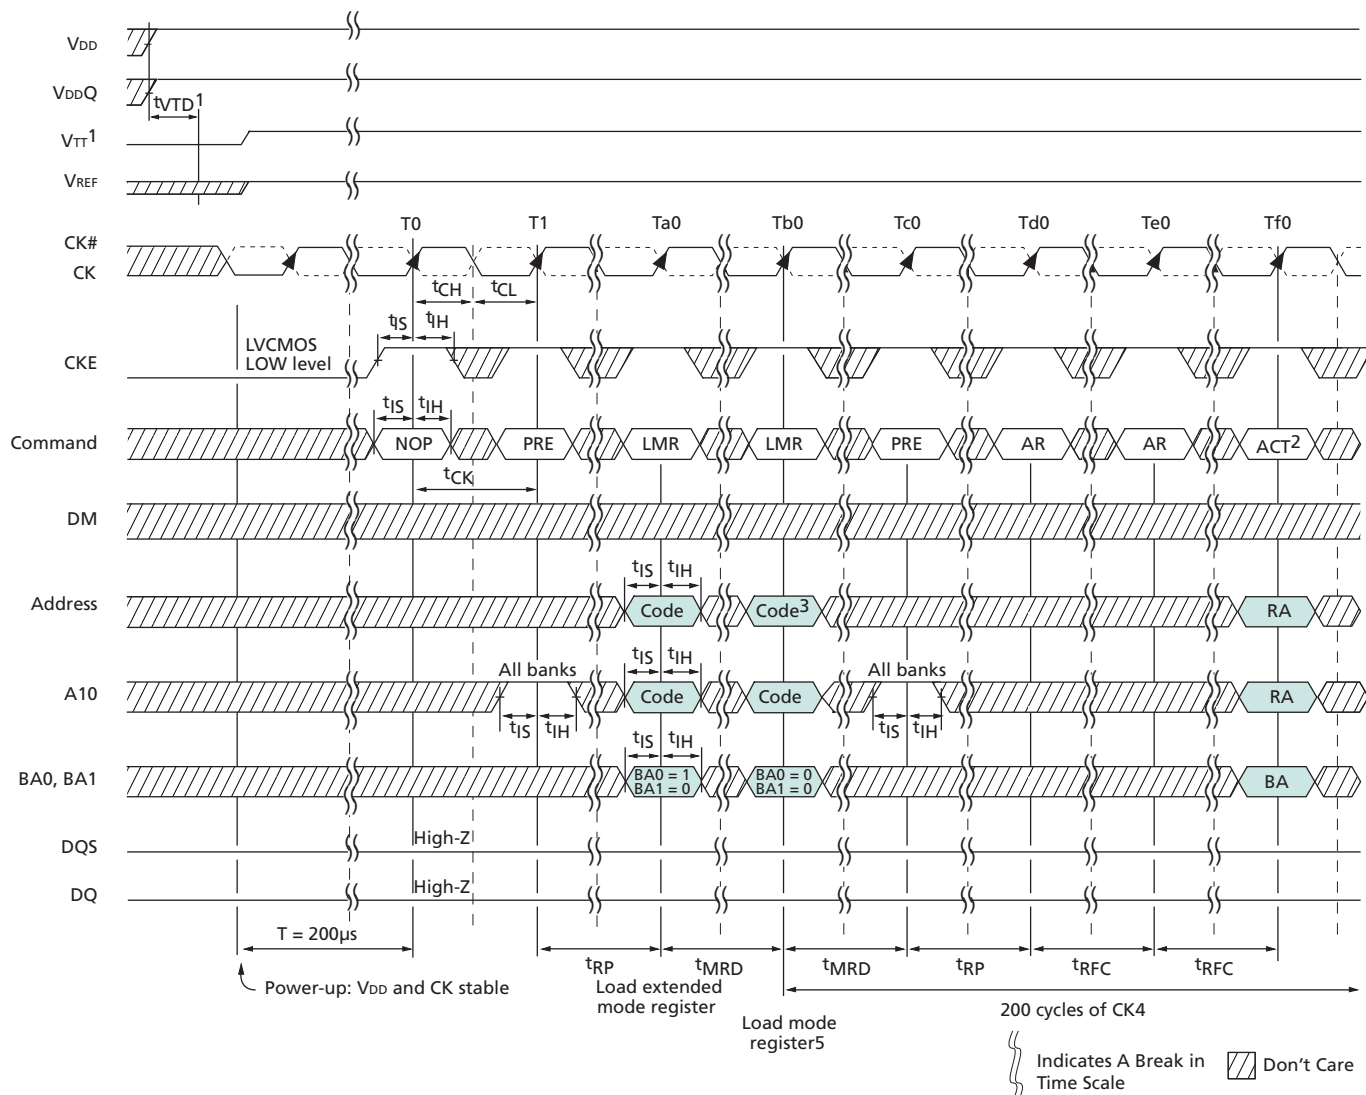 VDD
VDDQ
tVTD1
VTT1
VREF
T0 T1 Ta0 Tb0 Tc0 Td0 Te0 Tf0
CK#
CK
tCH tCL
tIS tIH
LVCMOS
LOW level
CKE
tIS tIH
Command NOP PRE LMR LMR PRE AR AR ACT2
tCK
DM
tIS tIH
Address Code Code3 RA
All banks tIS tIH All banks
A10 Code Code RA
tIS tIH tIS tIH
tIS tIH
BA0, BA1 BA0 = 1 BA1 = 0 BA0 = 0 BA1 = 0 BA
DQS High-Z
DQ High-Z
T = 200µs
tRP tMRD tMRD tRP tRFC tRFC
Power-up: VDD and CK stable
Load extended
mode register
200 cycles of CK4
Load mode
register5
Indicates A Break in
Time Scale
Don't Care